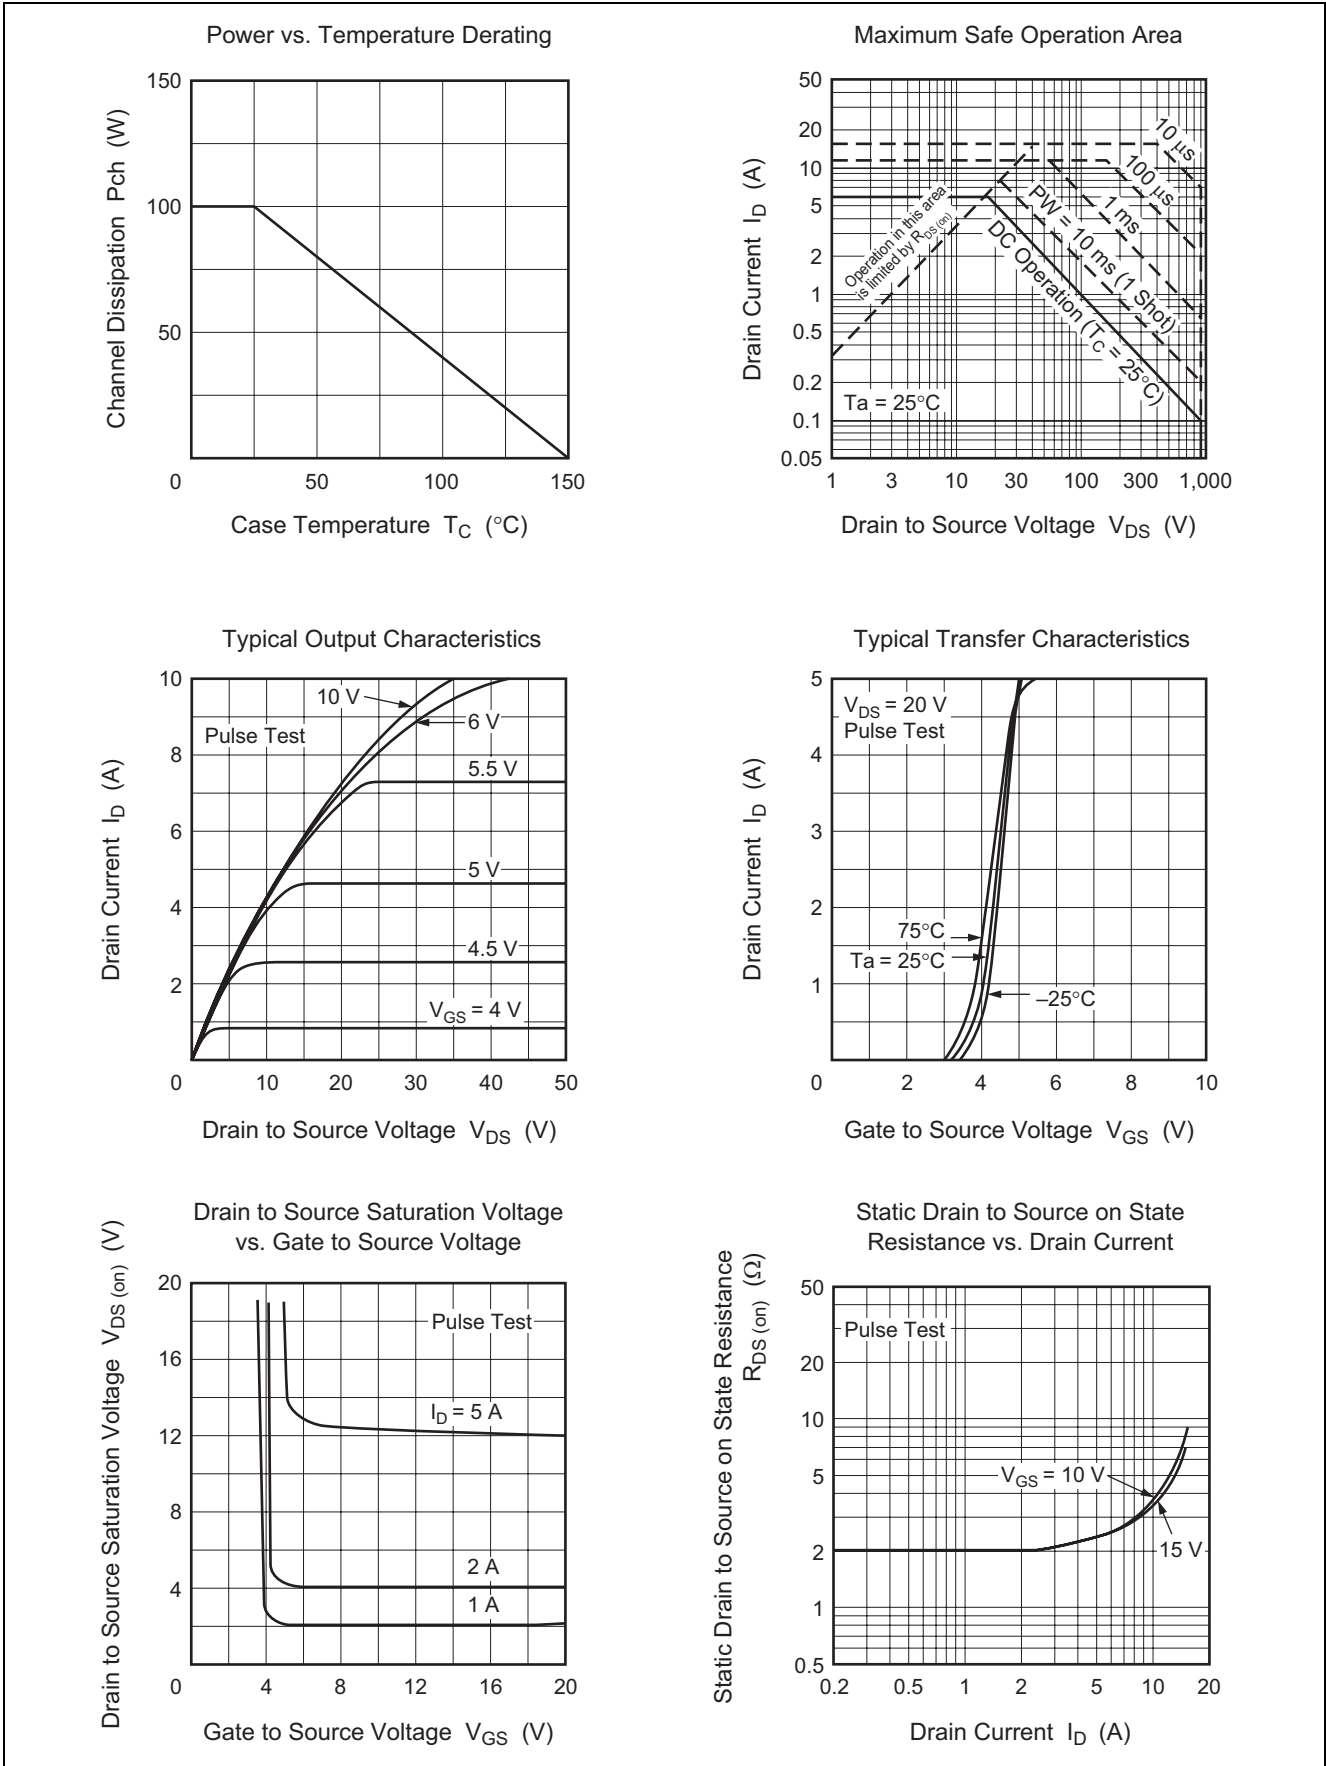 Power vs. Temperature Derating
Channel Dissipation Pch (W)
150
100
50
0
50
100
150
Case Temperature TC (°C)
Maximum Safe Operation Area
Drain Current ID (A)
50
20
10
5
2
1
0.5
0.2
0.1
0.05
10 μs
100 μs
1 ms
PW = 10 ms (1 Shot)
DC Operation (TC = 25°C)
Operation in this area
is limited by RDS (on)
Ta = 25°C
1
3
10
30
100
300
1,000
Drain to Source Voltage VDS (V)
Typical Output Characteristics
Drain Current ID (A)
10
8
6
4
2
0
10 V
6 V
Pulse Test
5.5 V
5 V
4.5 V
VGS = 4 V
10
20
30
40
50
Drain to Source Voltage VDS (V)
Typical Transfer Characteristics
Drain Current ID (A)
5
4
3
2
1
0
VDS = 20 V
Pulse Test
75°C
Ta = 25°C
–25°C
2
4
6
8
10
Gate to Source Voltage VGS (V)
Drain to Source Saturation Voltage
vs. Gate to Source Voltage
Drain to Source Saturation Voltage VDS (on) (V)
20
16
12
8
4
0
Pulse Test
ID = 5 A
2 A
1 A
4
8
12
16
20
Gate to Source Voltage VGS (V)
Static Drain to Source on State
Resistance vs. Drain Current
Static Drain to Source on State Resistance
RDS (on) (Ω)
50
20
10
5
2
1
0.5
Pulse Test
VGS = 10 V
15 V
0.2
0.5
1
2
5
10
20
Drain Current ID (A)